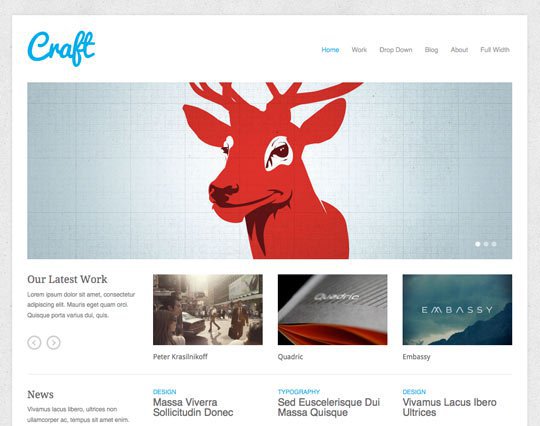 Craft
Home Work Drop Down Blog About Full Width
Our Latest Work
Lorem ipsum dolor sit amet, consectetur
adipiscing elit. Mauris eget quam orci.
Quisque porta varius dui, quis.
Quadric
EMBASSY
Peter Krasilnikoff
Quadric
Embassy
News
Vivamus lacus libero, ultrices non
ullamcorper ac, tempus sit amet enim.
DESIGN
Massa Viverra
Sollicitudin Donec
TYPOGRAPHY
Sed Euscelerisque Dui
Massa Quisque
DESIGN
Vivamus Lacus Libero
Ultrices